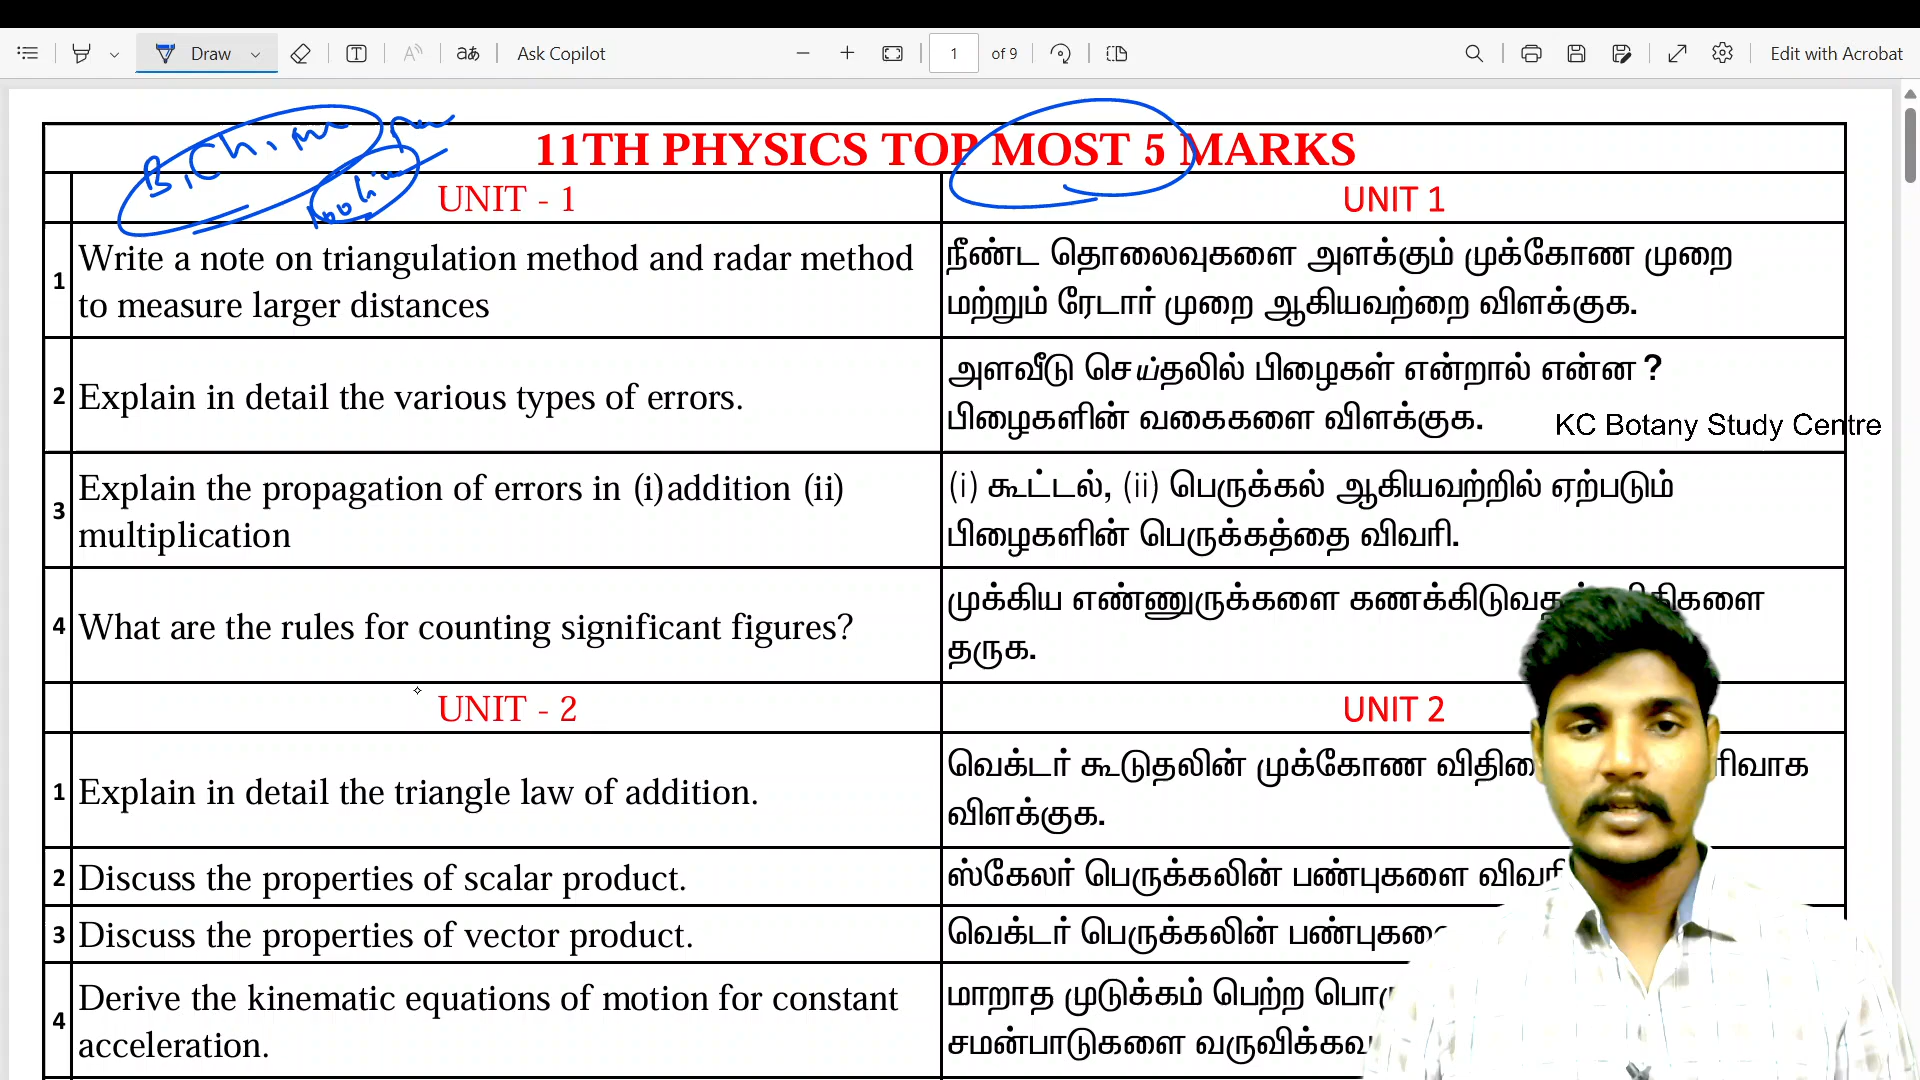 Draw
Ask Copilot
1
of 9
Edit with Acrobat
11TH PHYSICS TOP MOST 5 MARKS
UNIT - 1
UNIT 1
1
Write a note on triangulation method and radar method
to measure larger distances
நீண்ட தொலைவுகளை அளக்கும் முக்கோண முறை
மற்றும் ரேடார் முறை ஆகியவற்றை விளக்குக.
2
Explain in detail the various types of errors.
அளவீடு செய்தலில் பிழைகள் என்றால் என்ன ?
பிழைகளின் வகைகளை விளக்குக.
KC Botany Study Centre
3
Explain the propagation of errors in (i)addition (ii)
multiplication
(i) கூட்டல், (ii) பெருக்கல் ஆகியவற்றில் ஏற்படும்
பிழைகளின் பெருக்கத்தை விவரி.
4
What are the rules for counting significant figures?
முக்கிய எண்ணுருக்களை கணக்கிடுவதற்
தருக.
UNIT - 2
UNIT 2
1
Explain in detail the triangle law of addition.
வெக்டர் கூடுதலின் முக்கோண
விளக்குக.
2
Discuss the properties of scalar product.
ஸ்கேலர் பெருக்கலின் பண்புகளை
3
Discuss the properties of vector product.
வெக்டர் பெருக்கலின்
4
Derive the kinematic equations of motion for constant
acceleration.
மாறாத முடுக்கம் பெற்ற
சமன்பாடுகளை